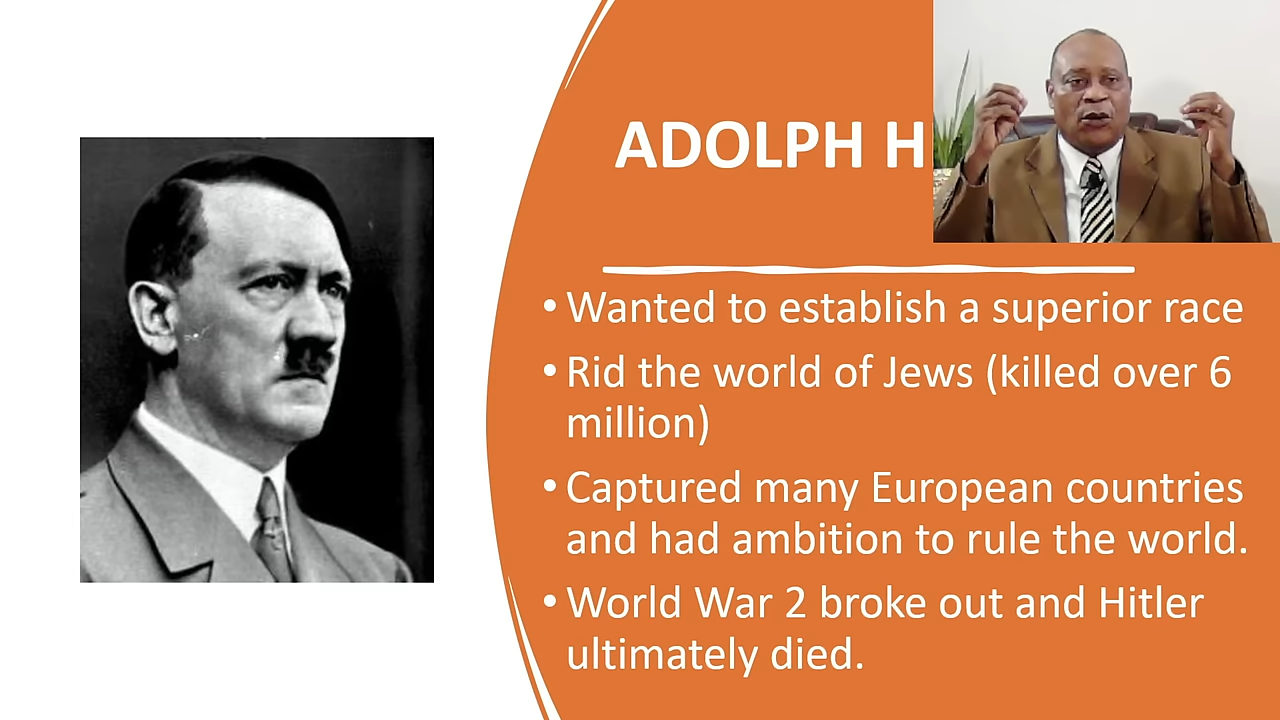 ADOLPH H
• Wanted to establish a superior race
• Rid the world of Jews (killed over 6
million)
• Captured many European countries
and had ambition to rule the world.
• World War 2 broke out and Hitler
ultimately died.